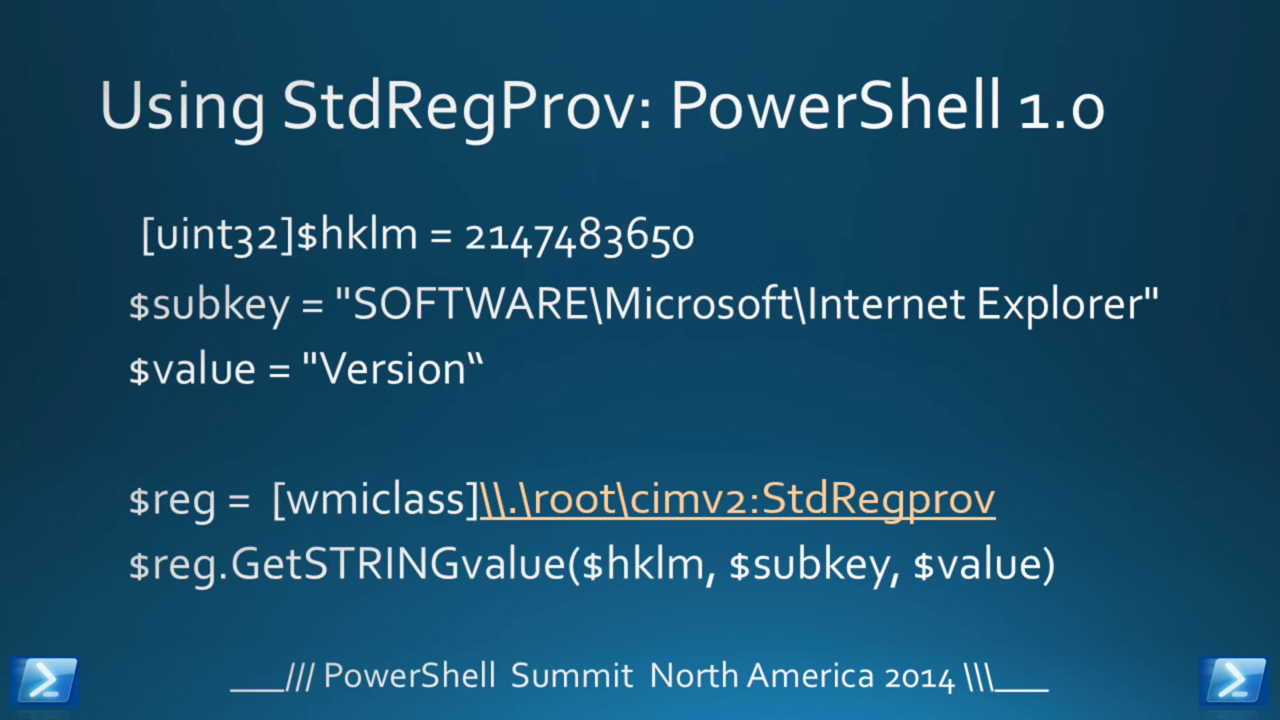 Using StdRegProv: PowerShell 1.0
[uint32]$hklm = 2147483650
$subkey = "SOFTWARE\Microsoft\Internet Explorer"
$value = "Version“
$reg =  [wmiclass]\\.\root\cimv2:StdRegprov
$reg.GetSTRINGvalue($hklm, $subkey, $value)
___/// PowerShell  Summit  North America 2014 \\\___